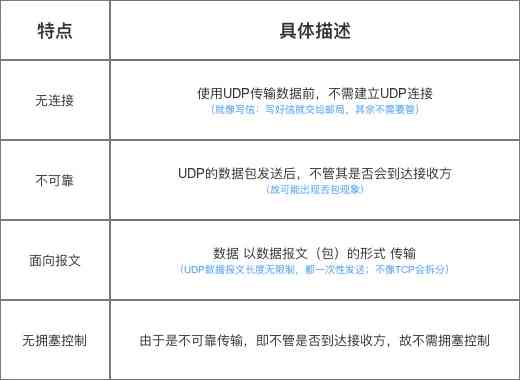 特点
具体描述
无连接
使用UDP传输数据前，不需建立UDP连接
（就像写信：写好信就交给邮局，其余不需要管）
不可靠
UDP的数据包发送后，不管其是否会到达接收方
（故可能出现丢包现象）
面向报文
数据 以数据报文（包）的形式 传输
（UDP数据报文长度无限制，都一次性发送；不像TCP会拆分）
无拥塞控制
由于是不可靠传输，即不管是否到达接收方，故不需拥塞控制